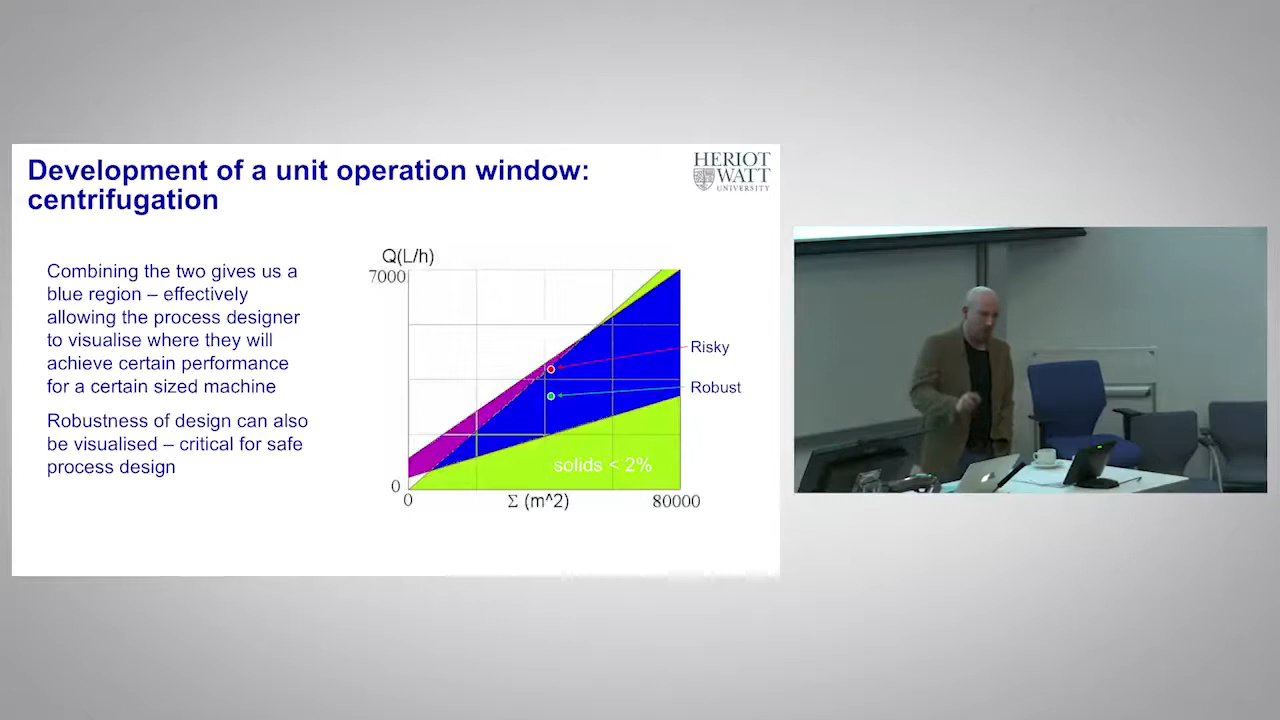 Development of a unit operation window:
centrifugation
HERIOT
WATT
UNIVERSITY
Combining the two gives us a
blue region – effectively
allowing the process designer
to visualise where they will
achieve certain performance
for a certain sized machine
Robustness of design can also
be visualised – critical for safe
process design
Q(L/h)
7000
Risky
Robust
solids < 2%
0
0
Σ (m^2)
80000